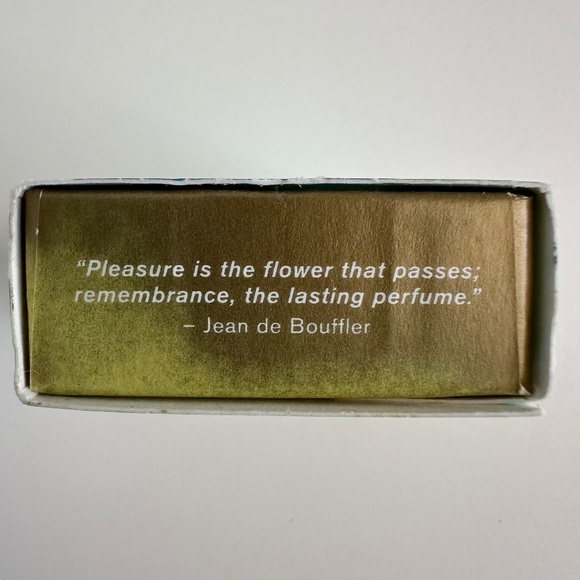 “Pleasure is the flower that passes;
remembrance, the lasting perfume.”
– Jean de Bouffler